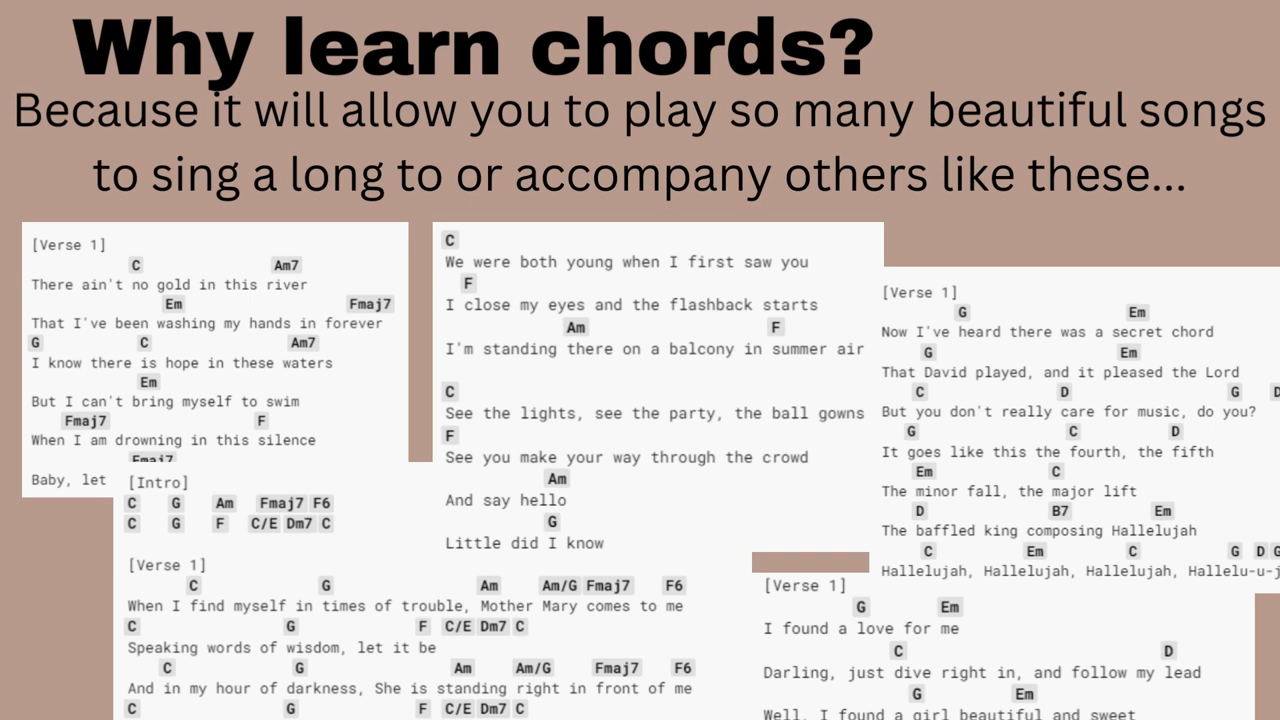 Why learn chords?
Because it will allow you to play so many beautiful songs
to sing a long to or accompany others like these...
[Verse 1]
C Am7
There ain't no gold in this river
Em Fmaj7
That I've been washing my hands in forever
G C Am7
I know there is hope in these waters
Em
But I can't bring myself to swim
Fmaj7 F
When I am drowning in this silence
Fmaj7
Baby, let
C
We were both young when I first saw you
F
I close my eyes and the flashback starts
Am F
I'm standing there on a balcony in summer air
C
See the lights, see the party, the ball gowns
F
See you make your way through the crowd
Am
And say hello
G
Little did I know
[Verse 1]
G Em
Now I've heard there was a secret chord
G Em
That David played, and it pleased the Lord
C D G D
But you don't really care for music, do you?
G C D
It goes like this the fourth, the fifth
Em C
The minor fall, the major lift
D B7 Em
The baffled king composing Hallelujah
C Em C G D G
Hallelujah, Hallelujah, Hallelujah, Hallelu-u-j
[Intro]
C G Am Fmaj7 F6
C G F C/E Dm7 C
[Verse 1]
C G Am Am/G Fmaj7 F6
When I find myself in times of trouble, Mother Mary comes to me
C G F C/E Dm7 C
Speaking words of wisdom, let it be
C G Am Am/G Fmaj7 F6
And in my hour of darkness, She is standing right in front of me
C G F C/E Dm7 C
[Verse 1]
G Em
I found a love for me
C D
Darling, just dive right in, and follow my lead
G Em
Well, I found a girl beautiful and sweet